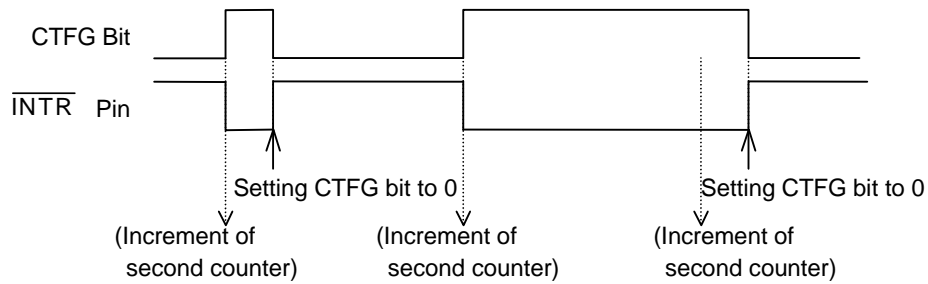 CTFG Bit
INTR Pin
Setting CTFG bit to 0
Setting CTFG bit to 0
(Increment of
second counter)
(Increment of
second counter)
(Increment of
second counter)